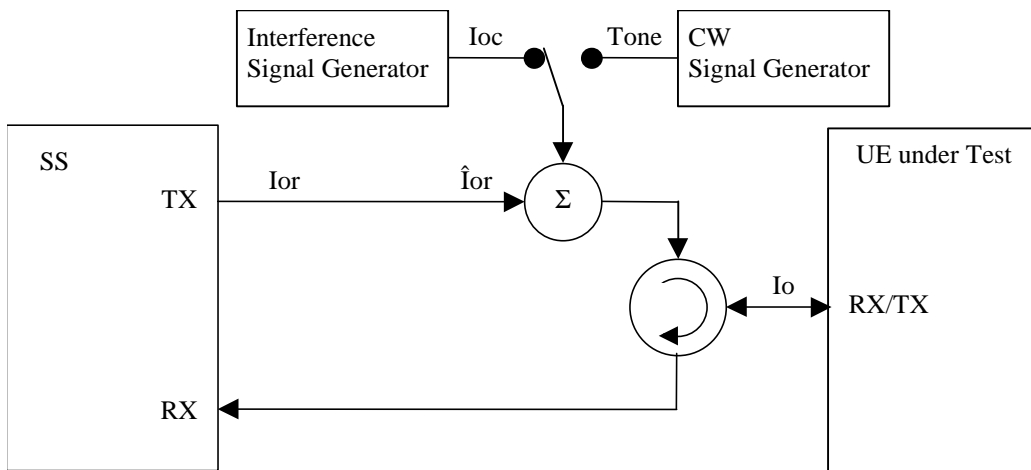 Interference
Signal Generator
Ioc
Tone
CW
Signal Generator
SS
UE under Test
TX
Ior
Îor
Σ
Io
RX/TX
RX